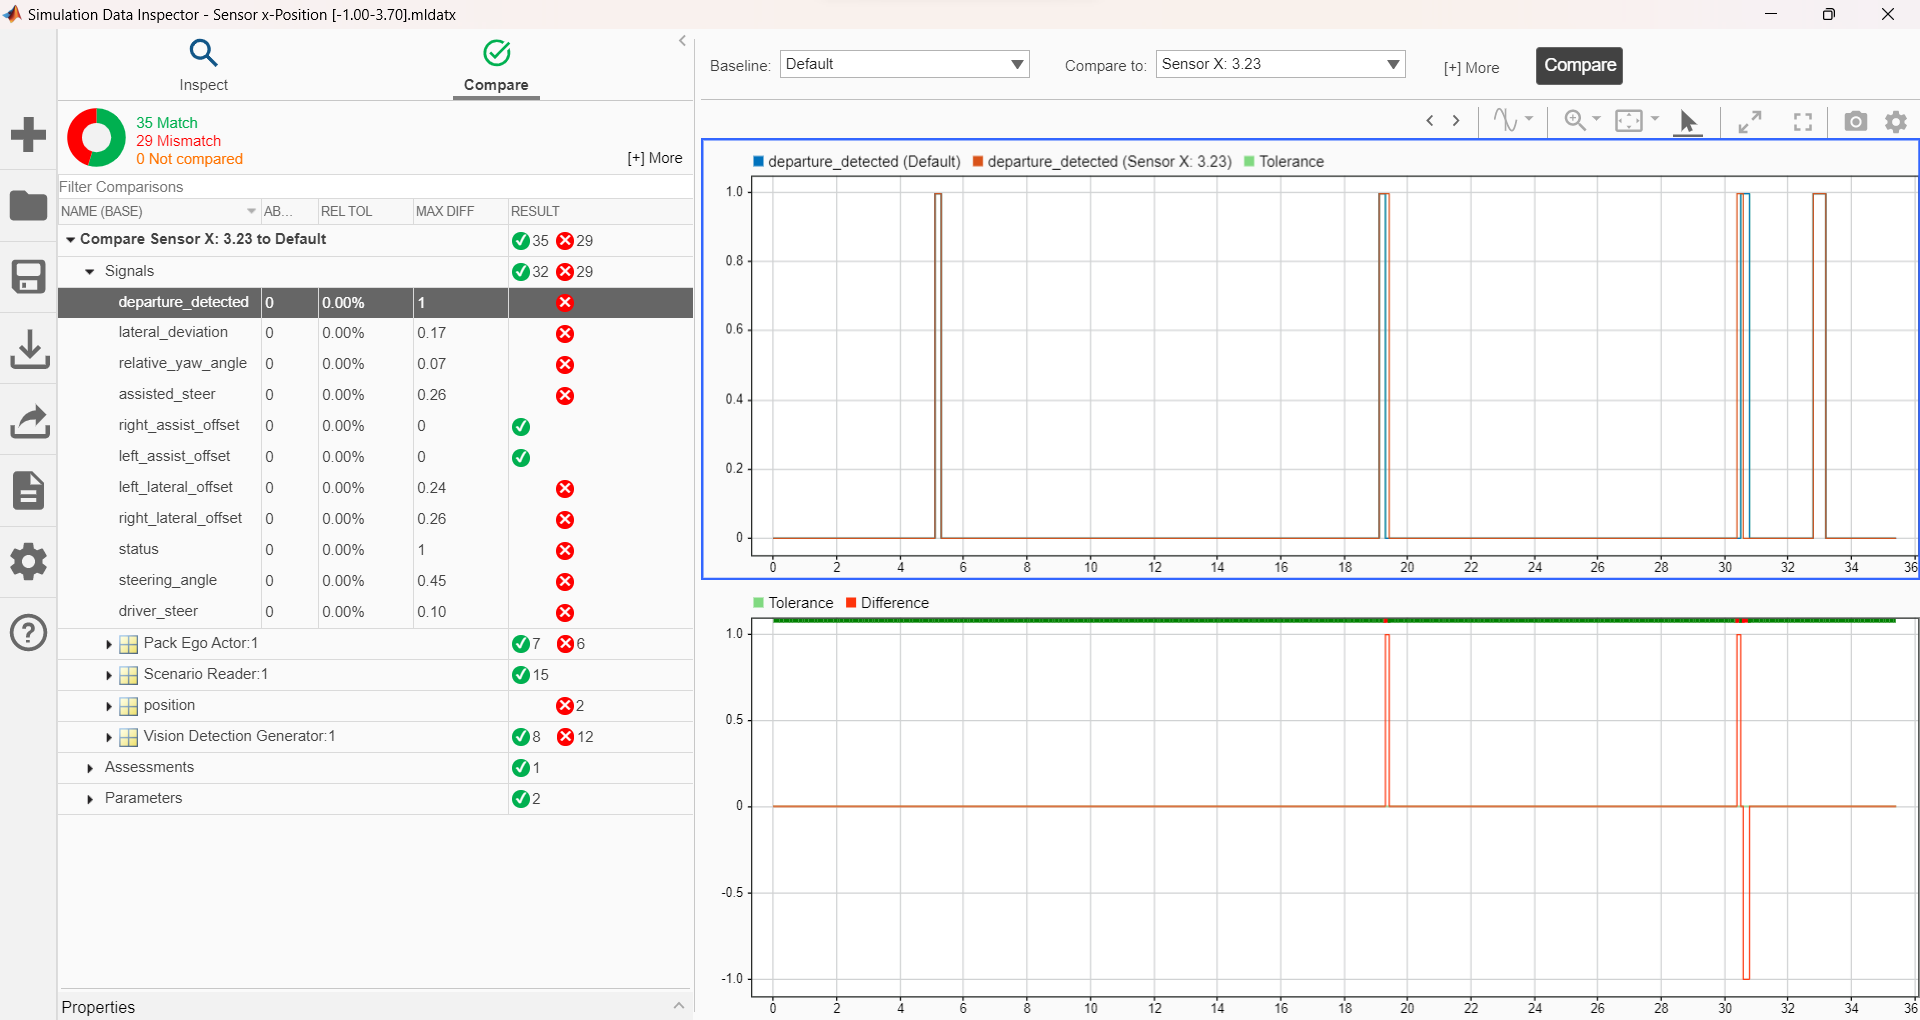 Simulation Data Inspector - Sensor x-Position [-1.00-3.70].mldatx
Inspect
Compare
35 Match
29 Mismatch
0 Not compared
[+] More
Filter Comparisons
NAME (BASE) AB... REL TOL MAX DIFF RESULT
Compare Sensor X: 3.23 to Default 35 29
Signals 32 29
departure_detected 0 0.00% 1
lateral_deviation 0 0.00% 0.17
relative_yaw_angle 0 0.00% 0.07
assisted_steer 0 0.00% 0.26
right_assist_offset 0 0.00% 0
left_assist_offset 0 0.00% 0
left_lateral_offset 0 0.00% 0.24
right_lateral_offset 0 0.00% 0.26
status 0 0.00% 1
steering_angle 0 0.00% 0.45
driver_steer 0 0.00% 0.10
Pack Ego Actor:1 7 6
Scenario Reader:1 15
position 2
Vision Detection Generator:1 8 12
Assessments 1
Parameters 2
Properties
Baseline: Default Compare to: Sensor X: 3.23 [+] More Compare
departure_detected (Default) departure_detected (Sensor X: 3.23) Tolerance
1.0
0.8
0.6
0.4
0.2
0
0 2 4 6 8 10 12 14 16 18 20 22 24 26 28 30 32 34 36
Tolerance Difference
1.0
0.5
0
-0.5
-1.0
0 2 4 6 8 10 12 14 16 18 20 22 24 26 28 30 32 34 36